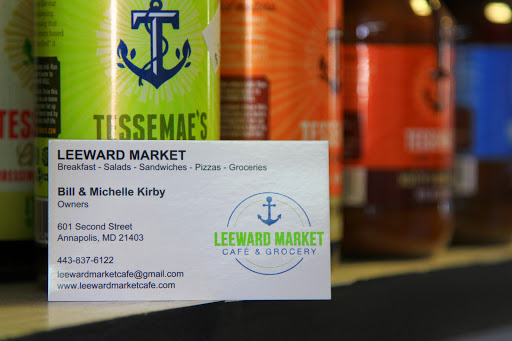 TESSEMAE'S
LEEWARD MARKET
Breakfast - Salads - Sandwiches - Pizzas - Groceries
Bill & Michelle Kirby
Owners
601 Second Street
Annapolis, MD 21403
443-837-6122
leewardmarketcafe@gmail.com
www.leewardmarketcafe.com
LEEWARD MARKET
CAFÉ & GROCERY